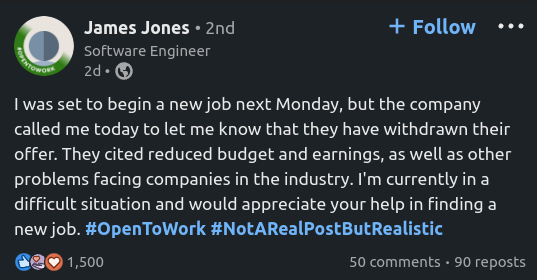 James Jones • 2nd
+ Follow
Software Engineer
2d •
#OPENTOWORK
I was set to begin a new job next Monday, but the company
called me today to let me know that they have withdrawn their
offer. They cited reduced budget and earnings, as well as other
problems facing companies in the industry. I'm currently in a
difficult situation and would appreciate your help in finding a
new job. #OpenToWork #NotARealPostButRealistic
1,500
50 comments • 90 reposts